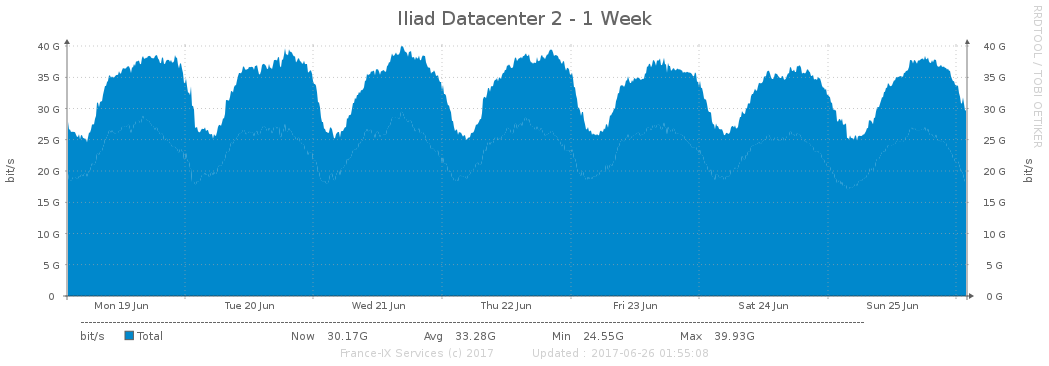 Iliad Datacenter 2 - 1 Week
RRDTOOL / TOBI OETIKER
bit/s
40 G 40 G
35 G 35 G
30 G 30 G
25 G 25 G
20 G 20 G
15 G 15 G
10 G 10 G
5 G 5 G
0 0 G
bit/s
Mon 19 Jun Tue 20 Jun Wed 21 Jun Thu 22 Jun Fri 23 Jun Sat 24 Jun Sun 25 Jun
bit/s Total Now 30.17G Avg 33.28G Min 24.55G Max 39.93G
France-IX Services (c) 2017 Updated : 2017-06-26 01:55:08